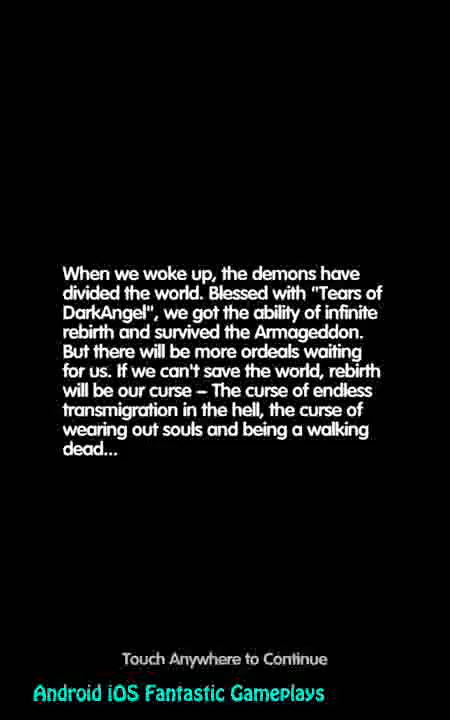 When we woke up, the demons have
divided the world. Blessed with "Tears of
DarkAngel", we got the ability of infinite
rebirth and survived the Armageddon.
But there will be more ordeals waiting
for us. If we can't save the world, rebirth
will be our curse – The curse of endless
transmigration in the hell, the curse of
wearing out souls and being a walking
dead...
Touch Anywhere to Continue
Android iOS Fantastic Gameplays